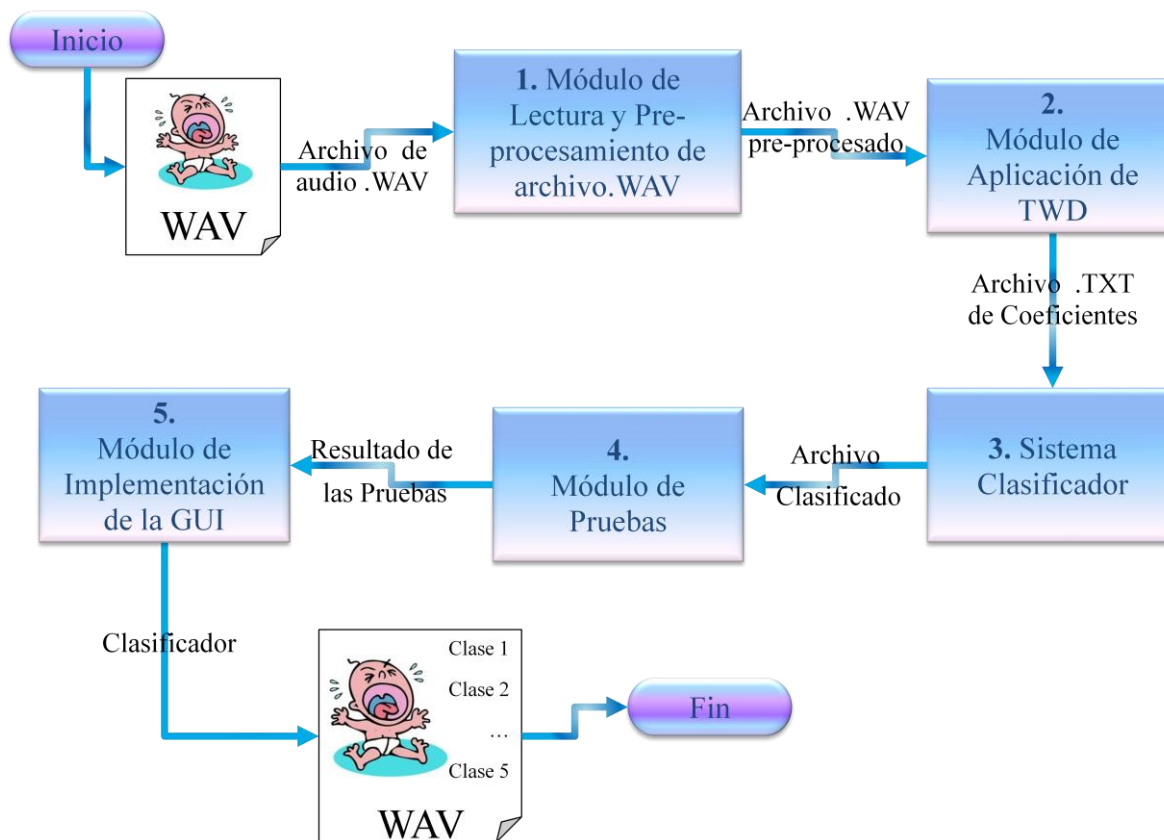 Inicio
WAV
Archivo de
audio .WAV
1. Módulo de
Lectura y Pre-
procesamiento de
archivo.WAV
Archivo .WAV
pre-procesado
2.
Módulo de
Aplicación de
TWD
Archivo .TXT
de Coeficientes
3. Sistema
Clasificador
Archivo
Clasificado
4.
Módulo de
Pruebas
Resultado de
las Pruebas
5.
Módulo de
Implementación
de la GUI
Clasificador
Clase 1
Clase 2
...
Clase 5
WAV
Fin